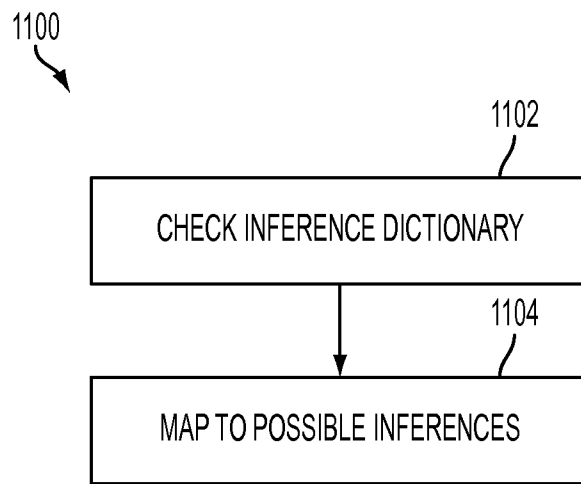 1100
1102
CHECK INFERENCE DICTIONARY
1104
MAP TO POSSIBLE INFERENCES